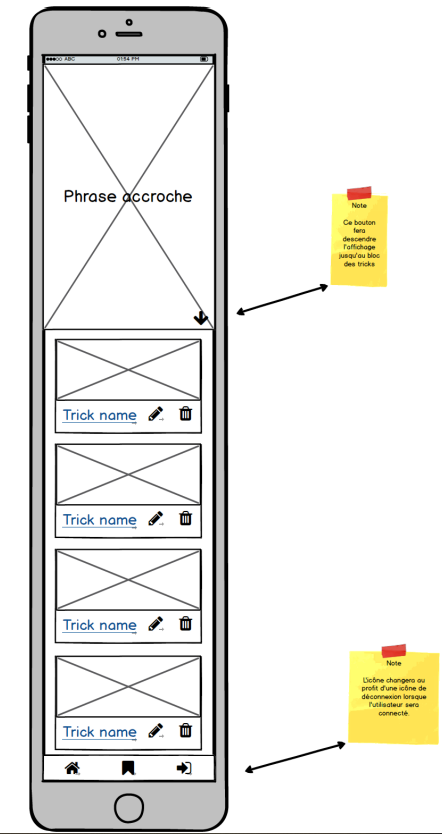 ABC 01:54 PM
Phrase accroche
Note
Ce bouton
fera
descendre
l'affichage
jusqu'au bloc
des tricks
Trick name
Trick name
Trick name
Trick name
Note
L'icône changera au
profit d'une icône de
déconnexion lorsque
l'utilisateur sera
connecté.